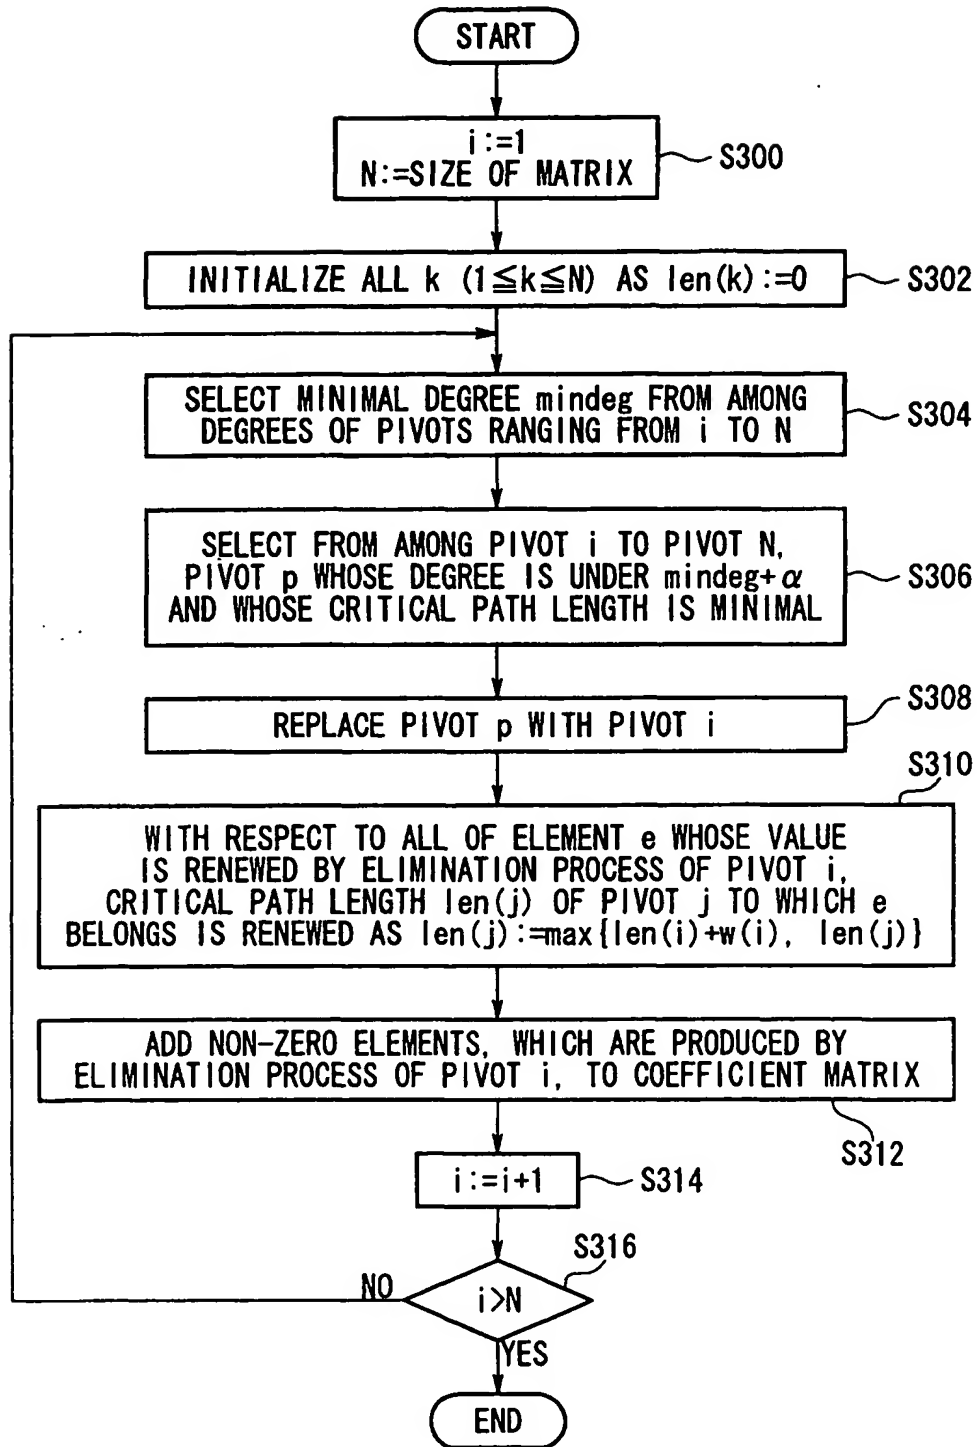 START
i:=1
N:=SIZE OF MATRIX
S300
INITIALIZE ALL k (1≦k≦N) AS len(k):=0
S302
SELECT MINIMAL DEGREE mindeg FROM AMONG
DEGREES OF PIVOTS RANGING FROM i TO N
S304
SELECT FROM AMONG PIVOT i TO PIVOT N,
PIVOT p WHOSE DEGREE IS UNDER mindeg+α
AND WHOSE CRITICAL PATH LENGTH IS MINIMAL
S306
REPLACE PIVOT p WITH PIVOT i
S308
S310
WITH RESPECT TO ALL OF ELEMENT e WHOSE VALUE
IS RENEWED BY ELIMINATION PROCESS OF PIVOT i,
CRITICAL PATH LENGTH len(j) OF PIVOT j TO WHICH e
BELONGS IS RENEWED AS len(j):=max{len(i)+w(i), len(j)}
ADD NON-ZERO ELEMENTS, WHICH ARE PRODUCED BY
ELIMINATION PROCESS OF PIVOT i, TO COEFFICIENT MATRIX
S312
i:=i+1
S314
S316
NO
i>N
YES
END